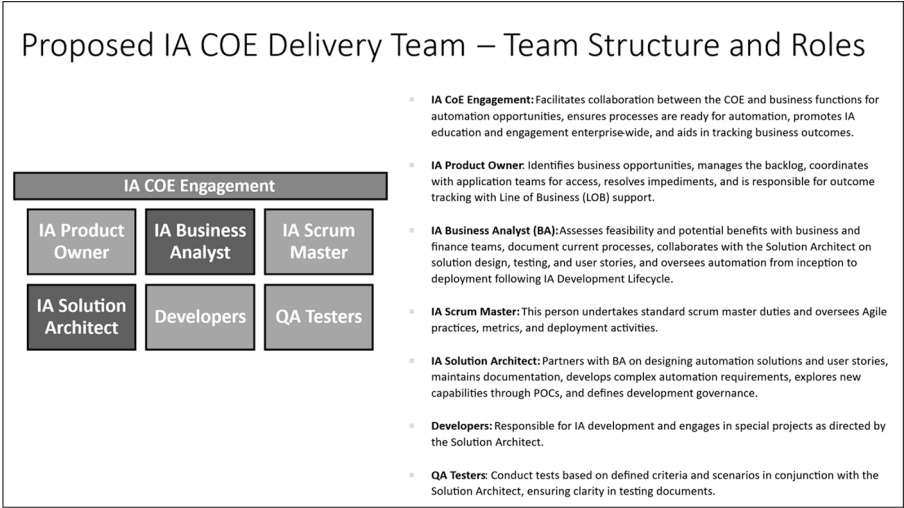 Proposed IA COE Delivery Team – Team Structure and Roles
IA COE Engagement
IA Product
Owner
IA Business
Analyst
IA Scrum
Master
IA Solution
Architect
Developers
QA Testers
IA CoE Engagement: Facilitates collaboration between the COE and business functions for
automation opportunities, ensures processes are ready for automation, promotes IA
education and engagement enterprise-wide, and aids in tracking business outcomes.
IA Product Owner: Identifies business opportunities, manages the backlog, coordinates
with application teams for access, resolves impediments, and is responsible for outcome
tracking with Line of Business (LOB) support.
IA Business Analyst (BA): Assesses feasibility and potential benefits with business and
finance teams, document current processes, collaborates with the Solution Architect on
solution design, testing, and user stories, and oversees automation from inception to
deployment following IA Development Lifecycle.
IA Scrum Master: This person undertakes standard scrum master duties and oversees Agile
practices, metrics, and deployment activities.
IA Solution Architect: Partners with BA on designing automation solutions and user stories,
maintains documentation, develops complex automation requirements, explores new
capabilities through POCs, and defines development governance.
Developers: Responsible for IA development and engages in special projects as directed by
the Solution Architect.
QA Testers: Conduct tests based on defined criteria and scenarios in conjunction with the
Solution Architect, ensuring clarity in testing documents.